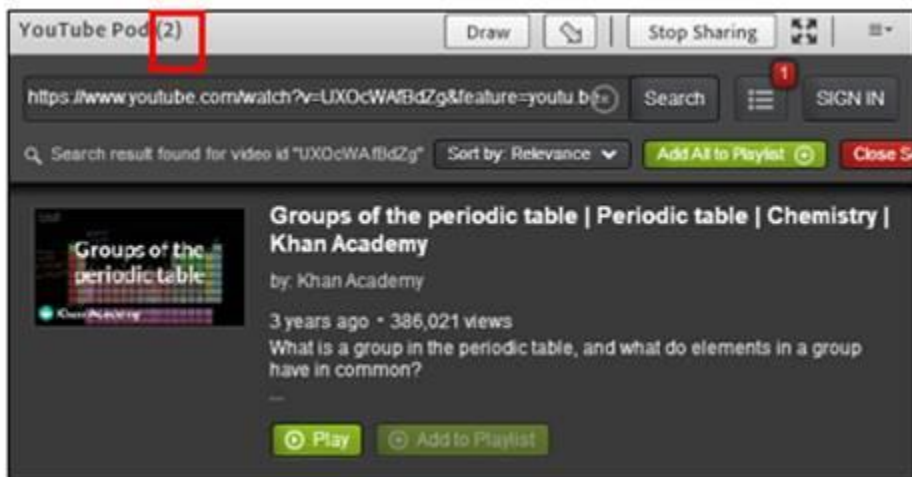 YouTube Pod (2) Draw Stop Sharing
1
https://www.youtube.com/watch?v=UXOcWAfBdZg&feature=youtu.be Search SIGN IN
Search result found for video id "UXOcWAfBdZg" Sort by: Relevance Add All to Playlist Close S
Groups of the periodic table | Periodic table | Chemistry |
Khan Academy
Groups of the
periodic table
Khan Academy
by: Khan Academy
3 years ago • 386,021 views
What is a group in the periodic table, and what do elements in a group
have in common?
...
Play Add to Playlist